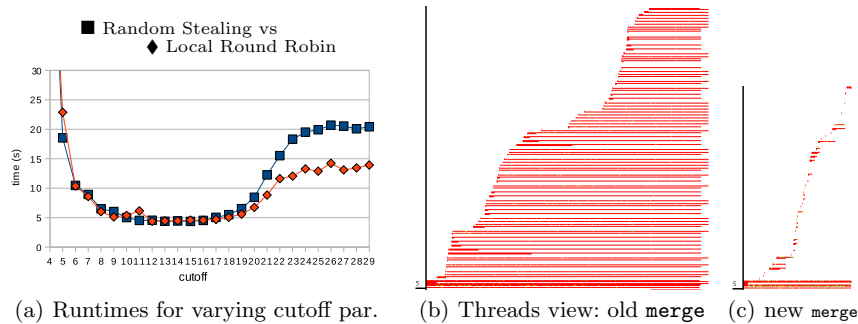 Random Stealing vs
Local Round Robin
30
25
20
15
10
5
0
time (s)
4 5 6 7 8 9 10 11 12 13 14 15 16 17 18 19 20 21 22 23 24 25 26 27 28 29
cutoff
s
s
(a) Runtimes for varying cutoff par.
(b) Threads view: old merge
(c) new merge